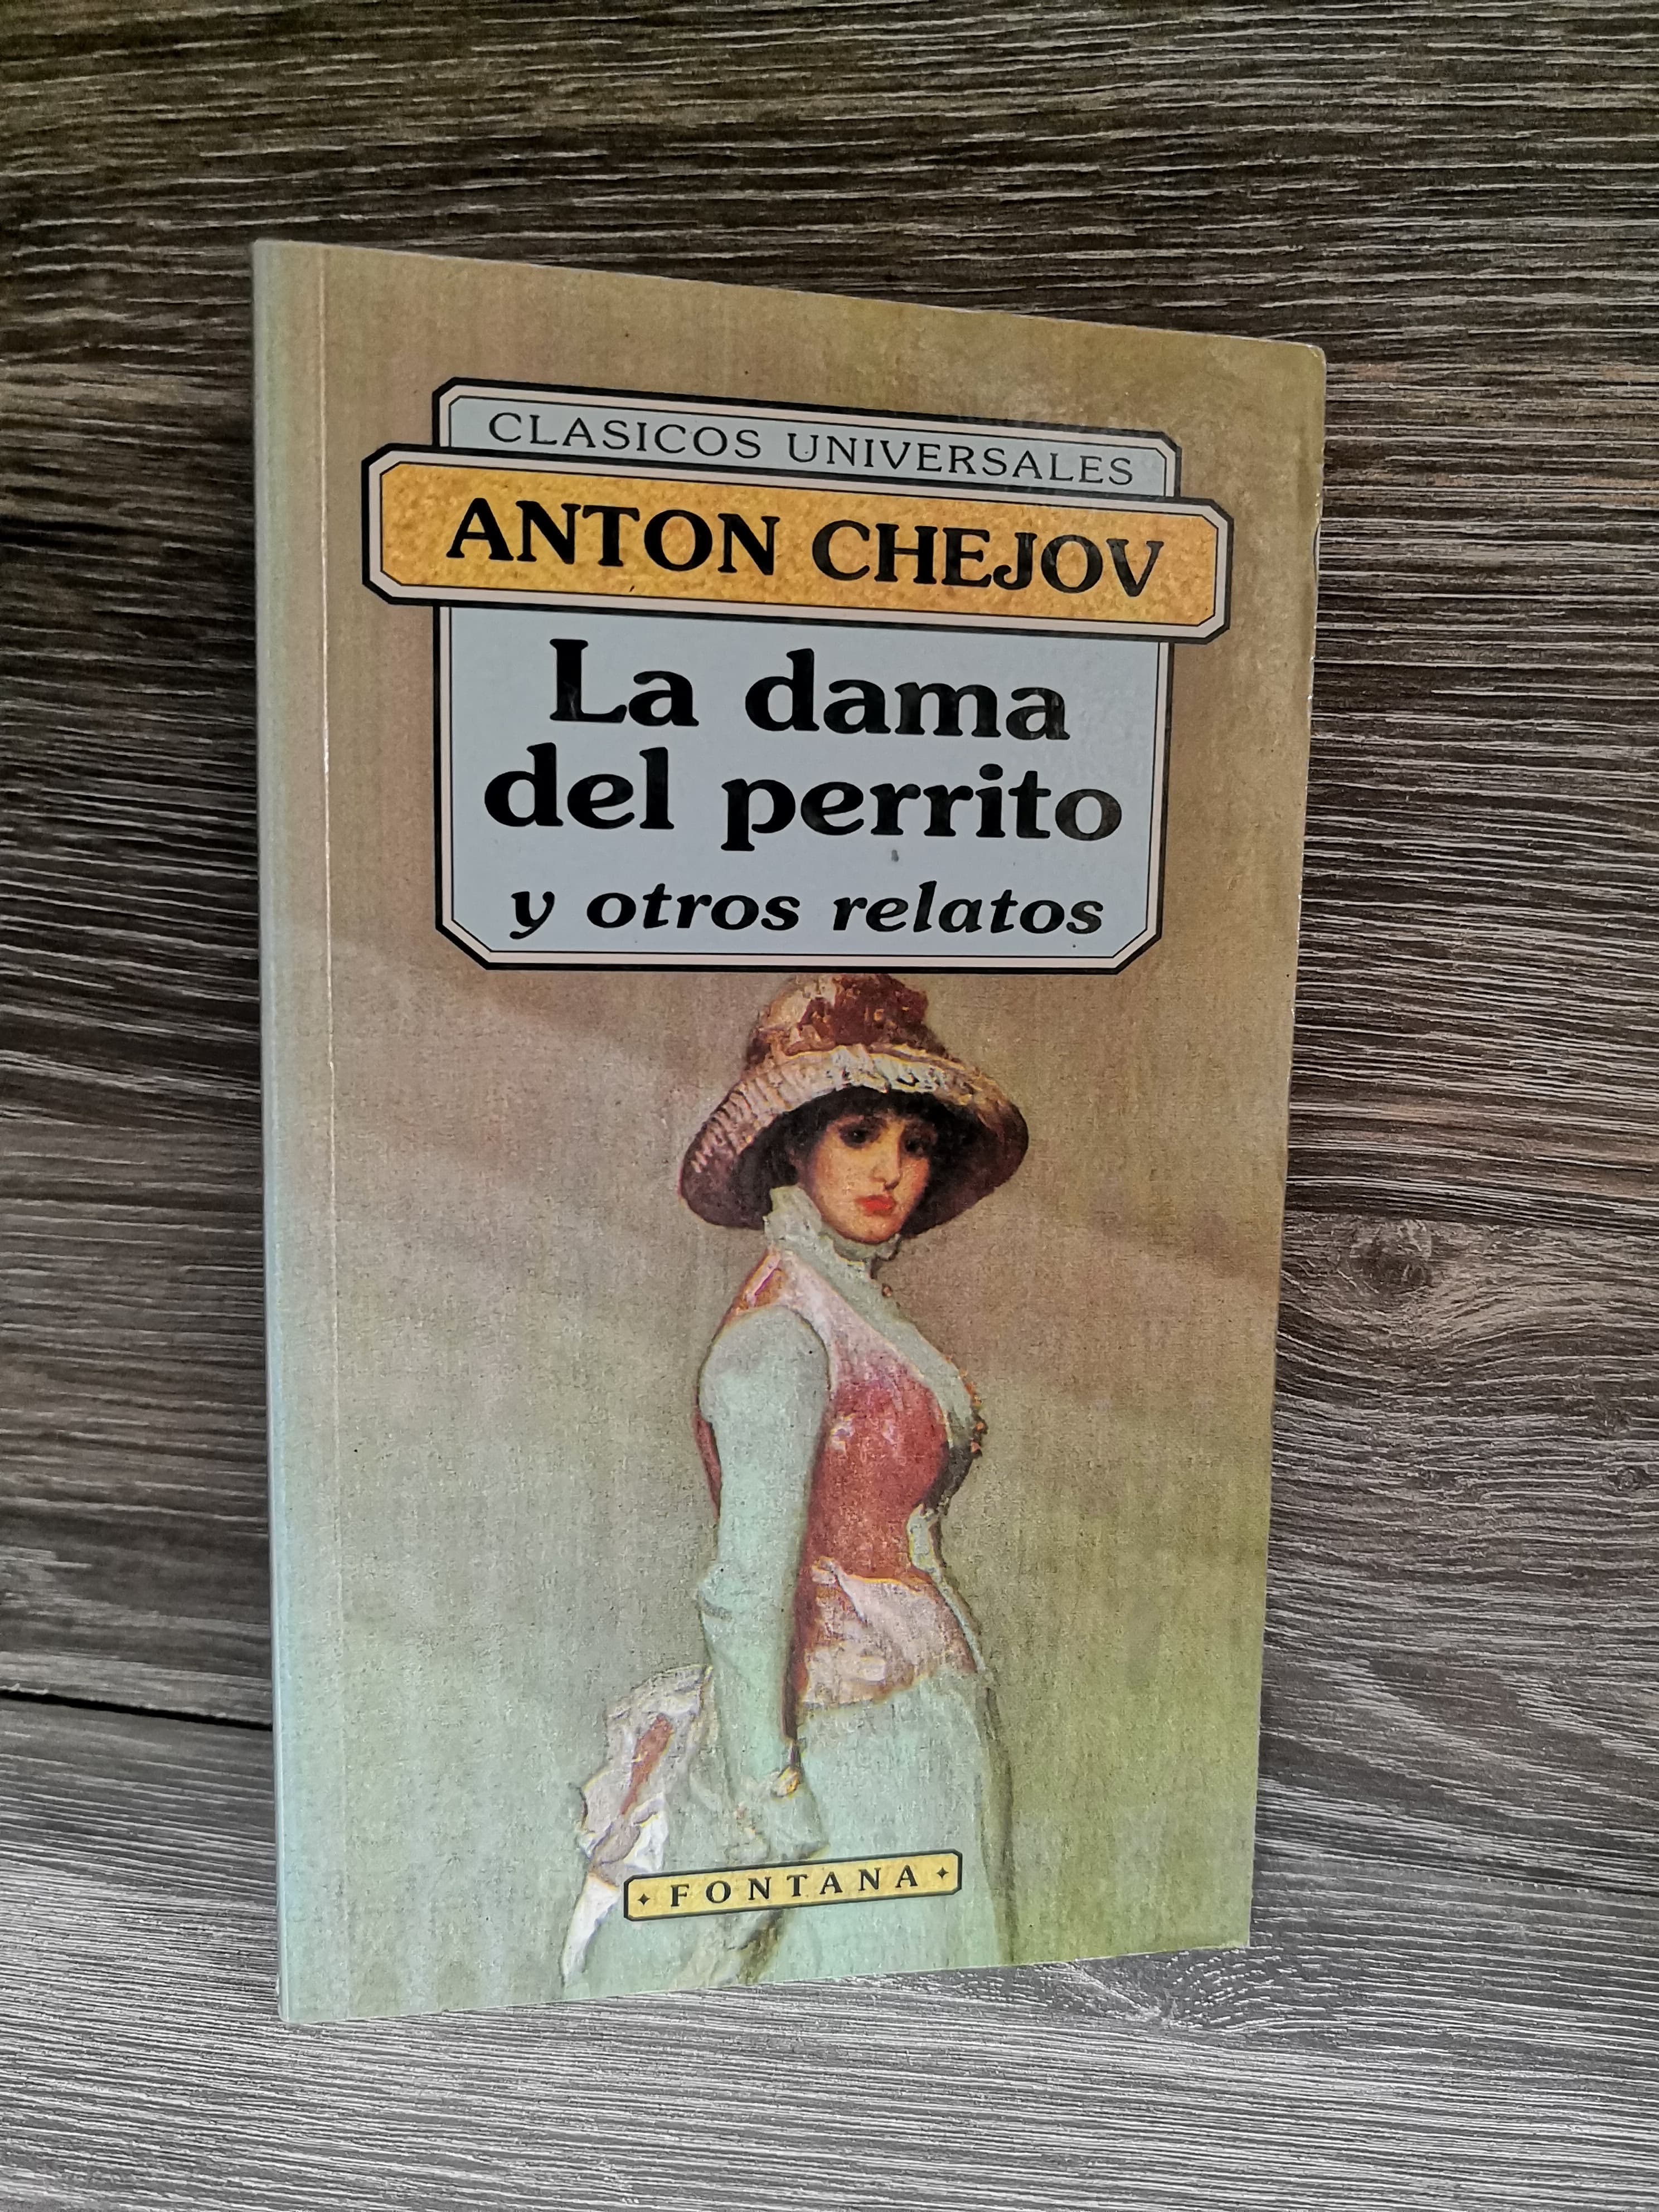 CLASICOS UNIVERSALES
ANTON CHEJOV
La dama
del perrito
y otros relatos
FONTANA